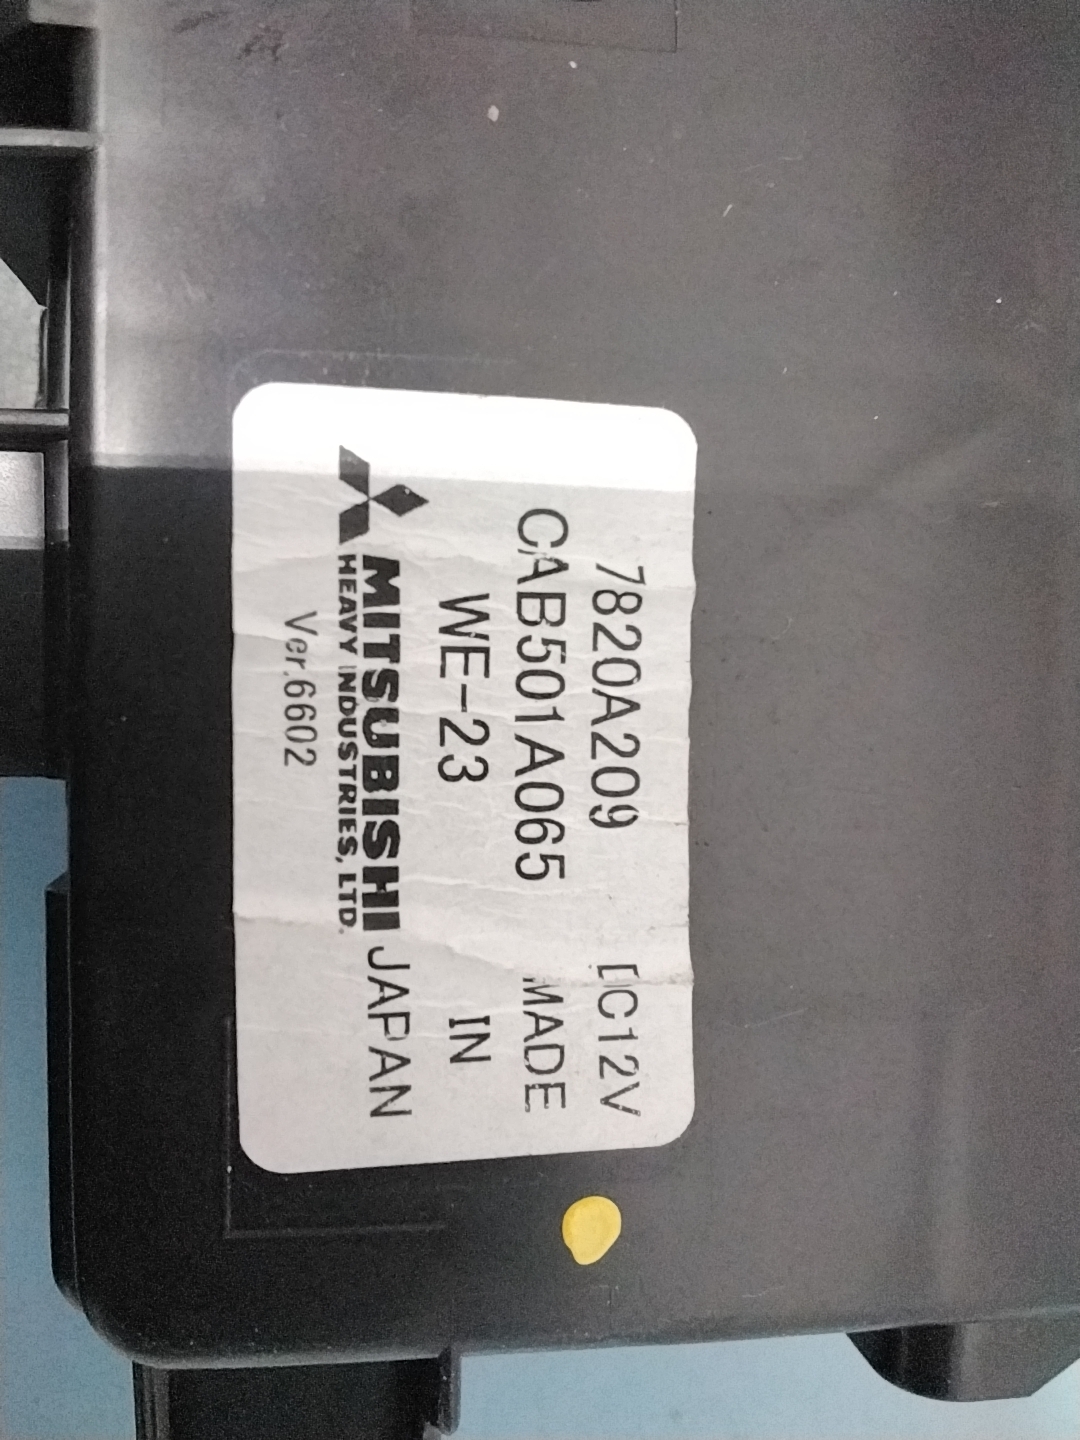 7820A209 DC12V
CAB501A065 MADE
WE-23 IN
MITSUBISHI JAPAN
HEAVY INDUSTRIES, LTD.
Ver.6602